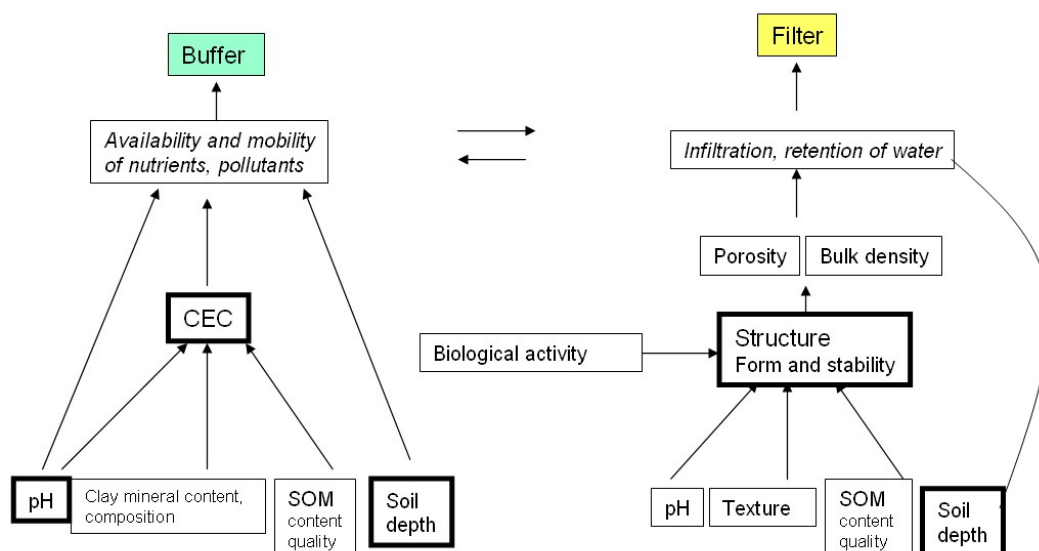 Buffer
Availability and mobility
of nutrients, pollutants
CEC
pH
Clay mineral content,
composition
SOM
content
quality
Soil
depth
Filter
Infiltration, retention of water
Porosity
Bulk density
Biological activity
Structure
Form and stability
pH
Texture
SOM
content
quality
Soil
depth